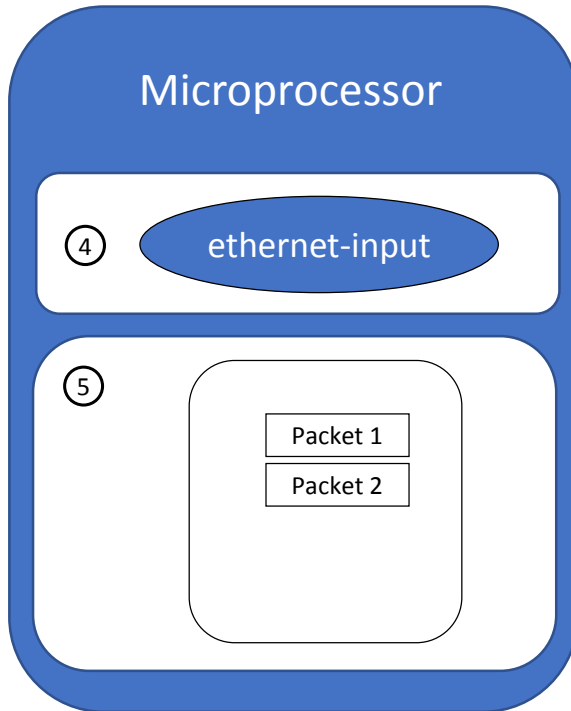 Microprocessor
④ ethernet-input
⑤
Packet 1
Packet 2